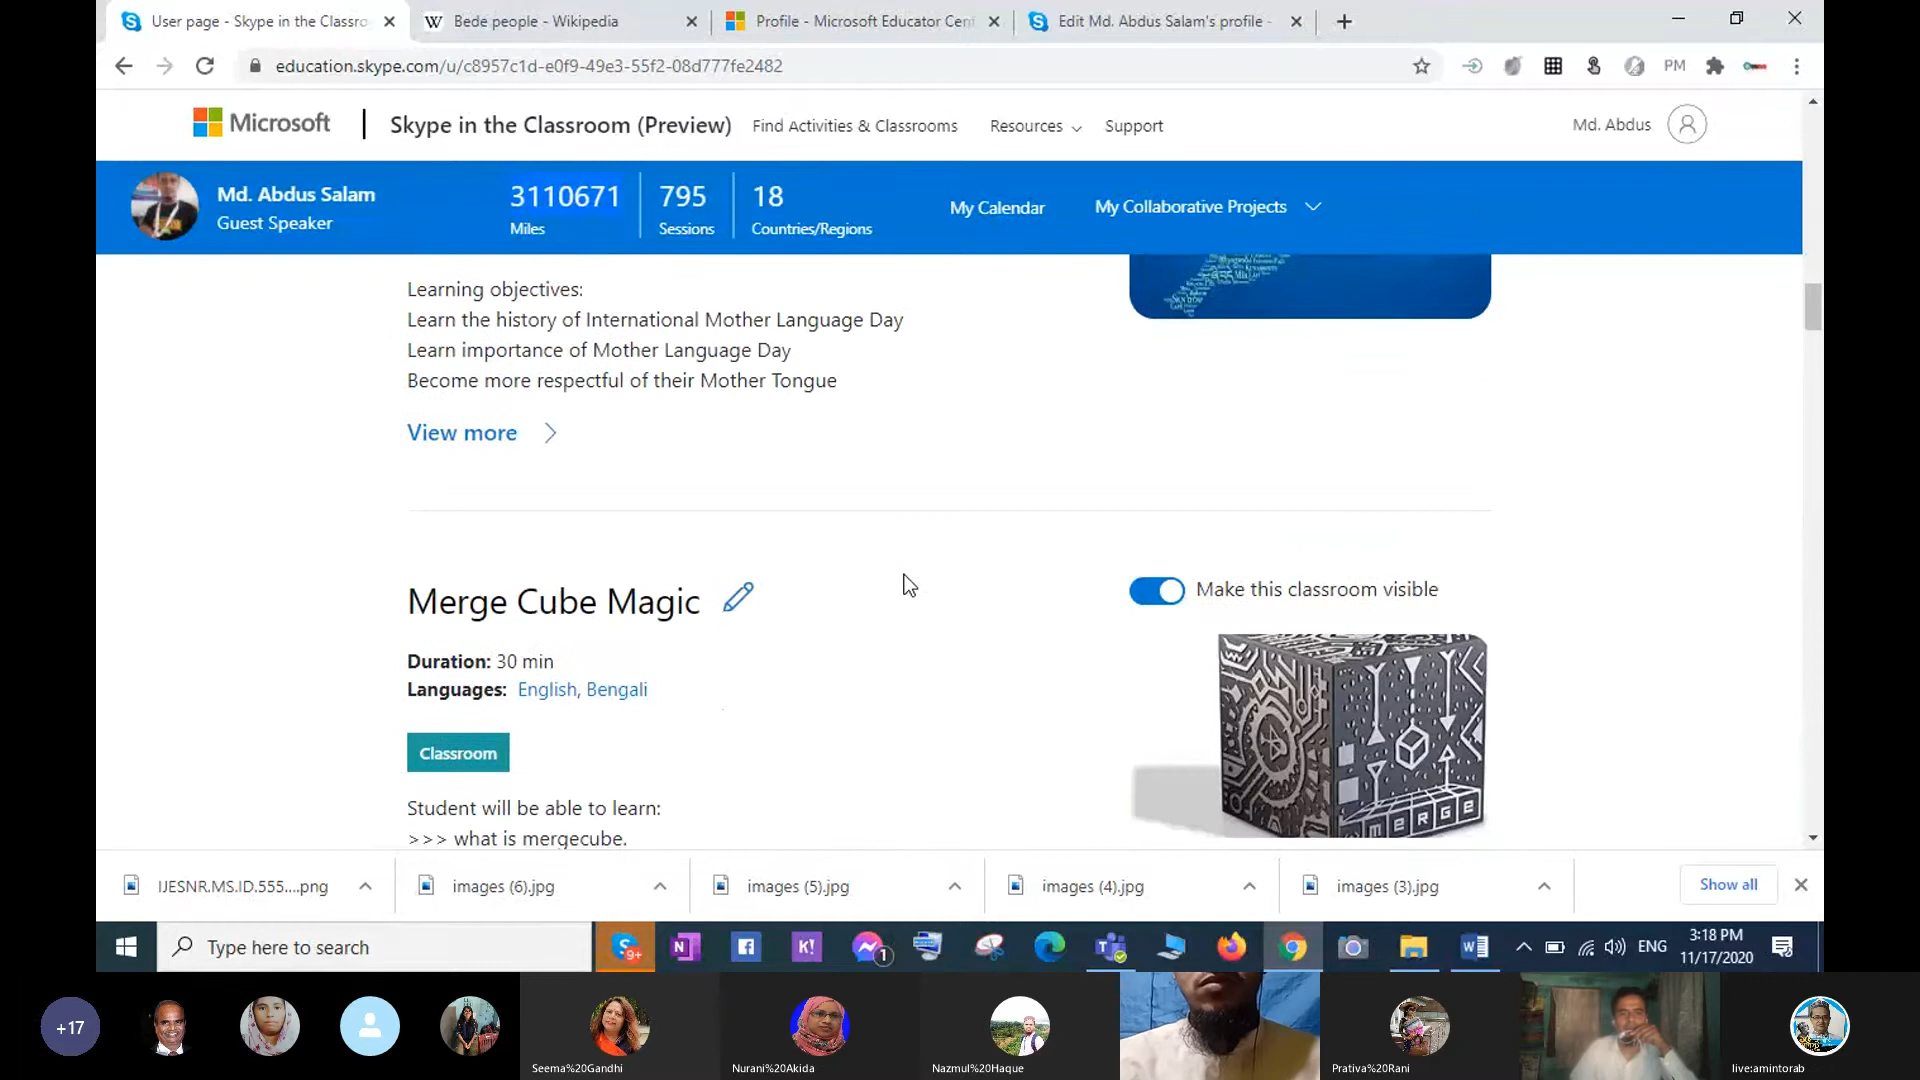 User page - Skype in the Classro
Bede people - Wikipedia
Profile - Microsoft Educator Cent
Edit Md. Abdus Salam's profile -
education.skype.com/u/c8957c1d-e0f9-49e3-55f2-08d777fe2482
PM
Microsoft
Skype in the Classroom (Preview)
Find Activities & Classrooms
Resources
Support
Md. Abdus
Md. Abdus Salam
Guest Speaker
3110671
Miles
795
Sessions
18
Countries/Regions
My Calendar
My Collaborative Projects
Learning objectives:
Learn the history of International Mother Language Day
Learn importance of Mother Language Day
Become more respectful of their Mother Tongue
View more
Merge Cube Magic
Make this classroom visible
Duration: 30 min
Languages: English, Bengali
Classroom
MERGE
Student will be able to learn:
>>> what is mergecube.
IJESNR.MS.ID.555....png
images (6).jpg
images (5).jpg
images (4).jpg
images (3).jpg
Show all
Type here to search
9+
K!
1
ENG
3:18 PM
11/17/2020
+17
Seema%20Gandhi
Nurani%20Akida
Nazmul%20Haque
Prativa%20Rani
live:amintorab